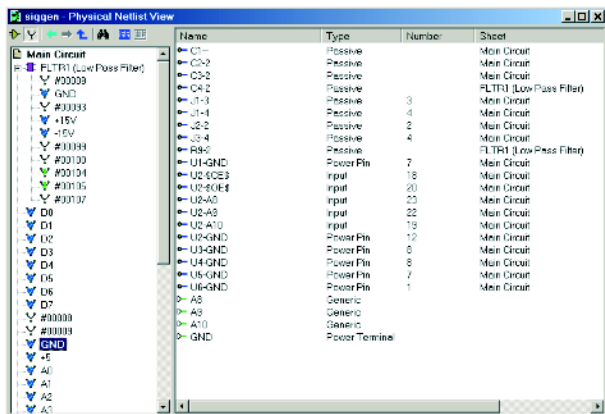 siggen - Physical Netlist View
Main Circuit
FLTR1 (Low Pass Filter)
#00009
GND
#00093
+15V
-15V
#00099
#00100
#00104
#00105
#00107
D0
D1
D2
D3
D4
D5
D6
D7
#00008
#00009
GND
+5
A0
A1
A2
A3
Name Type Number Sheet
C1-- Passive Main Circuit
C2-2 Passive Main Circuit
C3-2 Passive Main Circuit
C4-2 Passive FLTR1 (Low Pass Filter)
J1-3 Passive 3 Main Circuit
J1-4 Passive 4 Main Circuit
J2-2 Passive 2 Main Circuit
J3-4 Passive 4 Main Circuit
R9-2 Passive FLTR1 (Low Pass Filter)
U1-GND Power Pin 7 Main Circuit
U2-$CE$ Input 18 Main Circuit
U2-$OE$ Input 20 Main Circuit
U2-A8 Input 23 Main Circuit
U2-A9 Input 22 Main Circuit
U2-A10 Input 19 Main Circuit
U2-GND Power Pin 12 Main Circuit
U3-GND Power Pin 8 Main Circuit
U4-GND Power Pin 8 Main Circuit
U5-GND Power Pin 7 Main Circuit
U6-GND Power Pin 1 Main Circuit
A8 Generic
A9 Generic
A10 Generic
GND Power Terminal